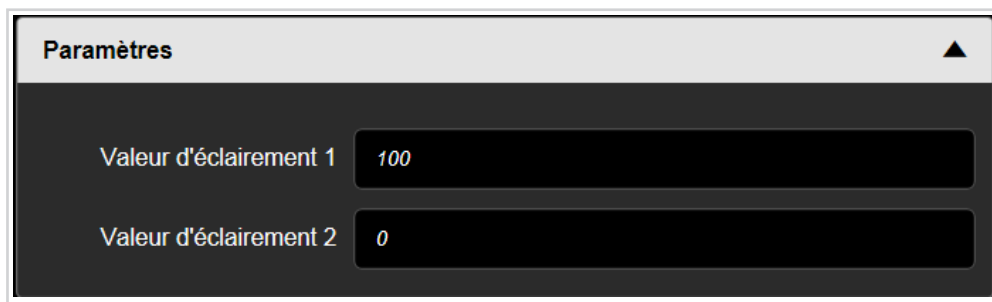 Paramètres
Valeur d'éclairement 1 100
Valeur d'éclairement 2 0